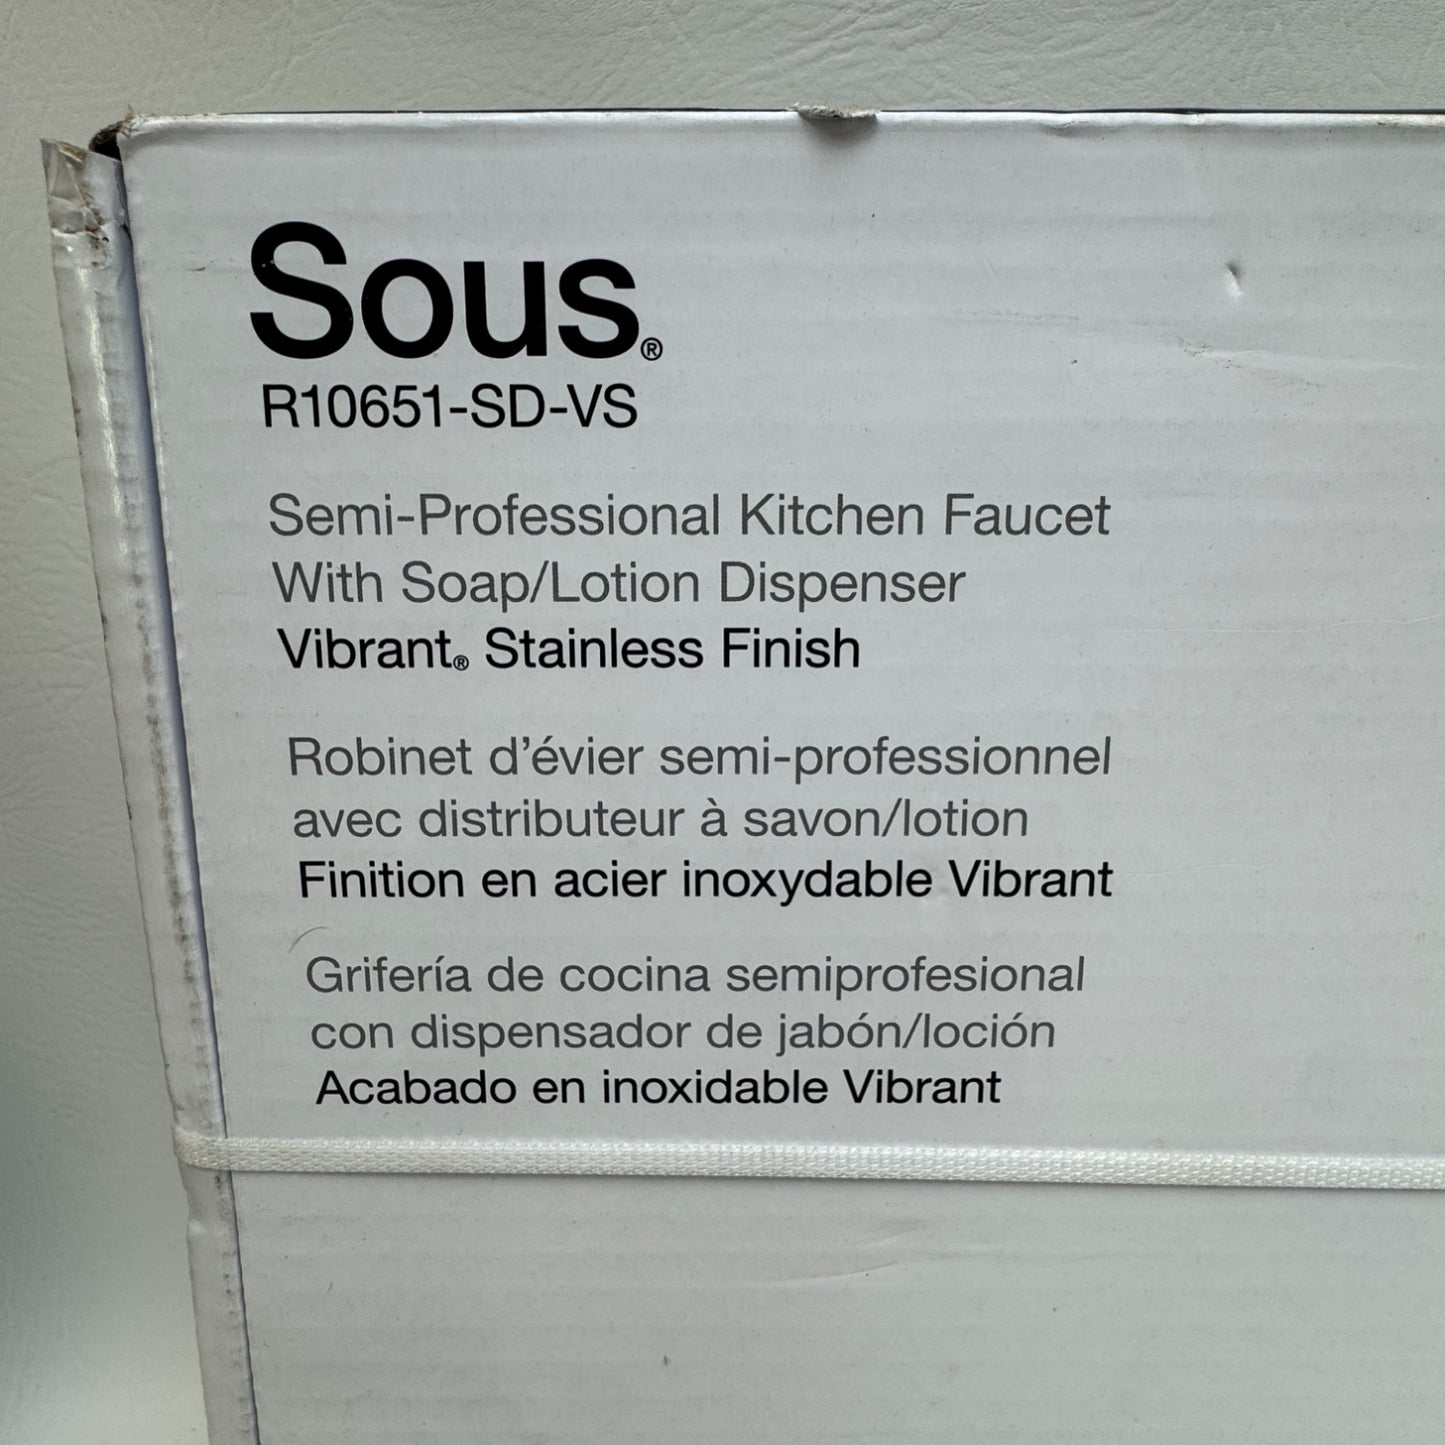 Sous®
R10651-SD-VS
Semi-Professional Kitchen Faucet
With Soap/Lotion Dispenser
Vibrant® Stainless Finish
Robinet d’évier semi-professionnel
avec distributeur à savon/lotion
Finition en acier inoxydable Vibrant
Grifería de cocina semiprofesional
con dispensador de jabón/loción
Acabado en inoxidable Vibrant